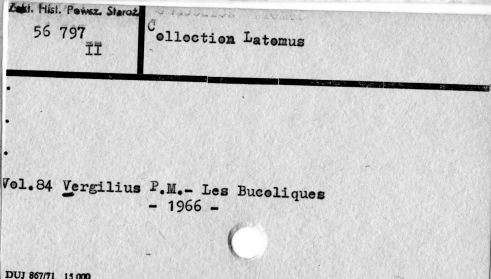 Zakł. Hist. Powsz. Staroż.
56 797
II
Collection Latomus
Vol.84 Vergilius P.M.- Les Bucoliques
- 1966 -
DUJ 867/71 15 000